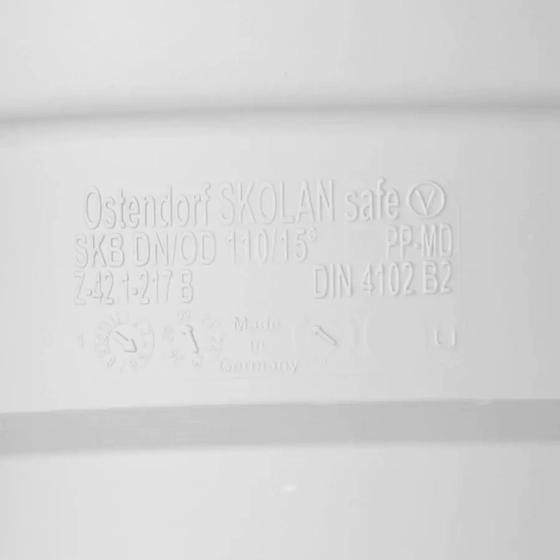 Ostendorf SKOLAN safe Ⓥ
SKB DN/OD 110/15° PP-MD
Z-42.1-217 B DIN 4102 B2
Made
in
Germany